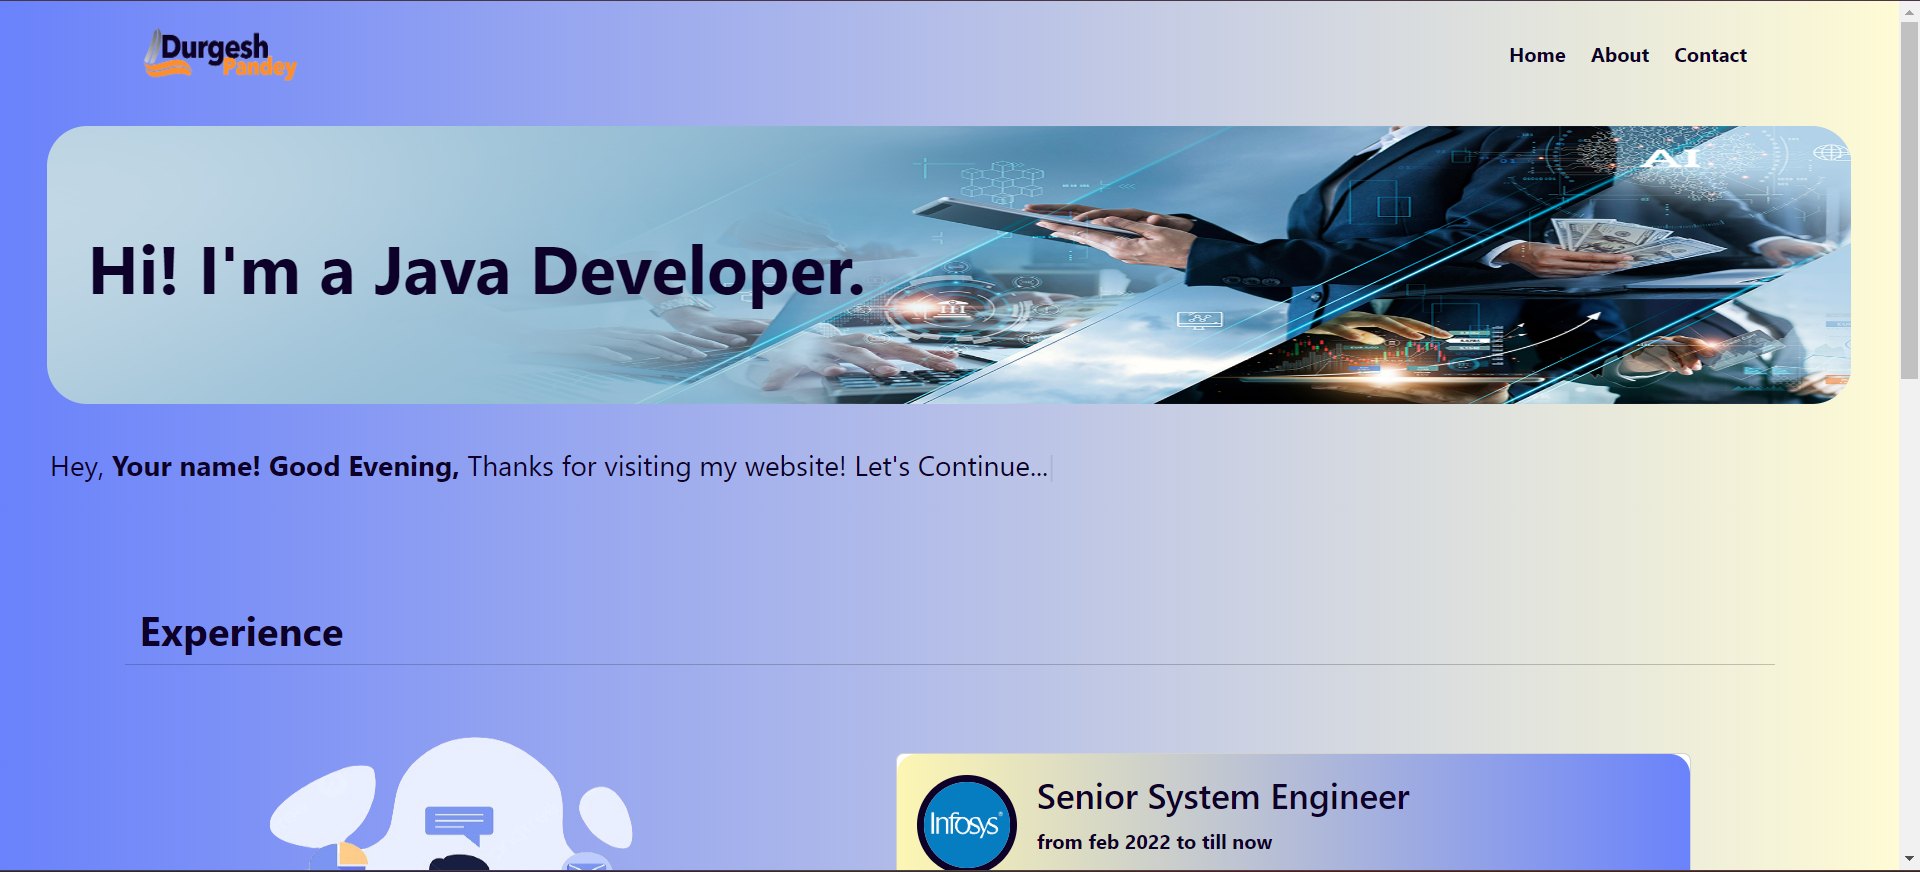 Durgesh
Pandey
Home About Contact
AI
Hi! I'm a Java Developer.
Hey, Your name! Good Evening, Thanks for visiting my website! Let's Continue...
Experience
Senior System Engineer
Infosys
from feb 2022 to till now